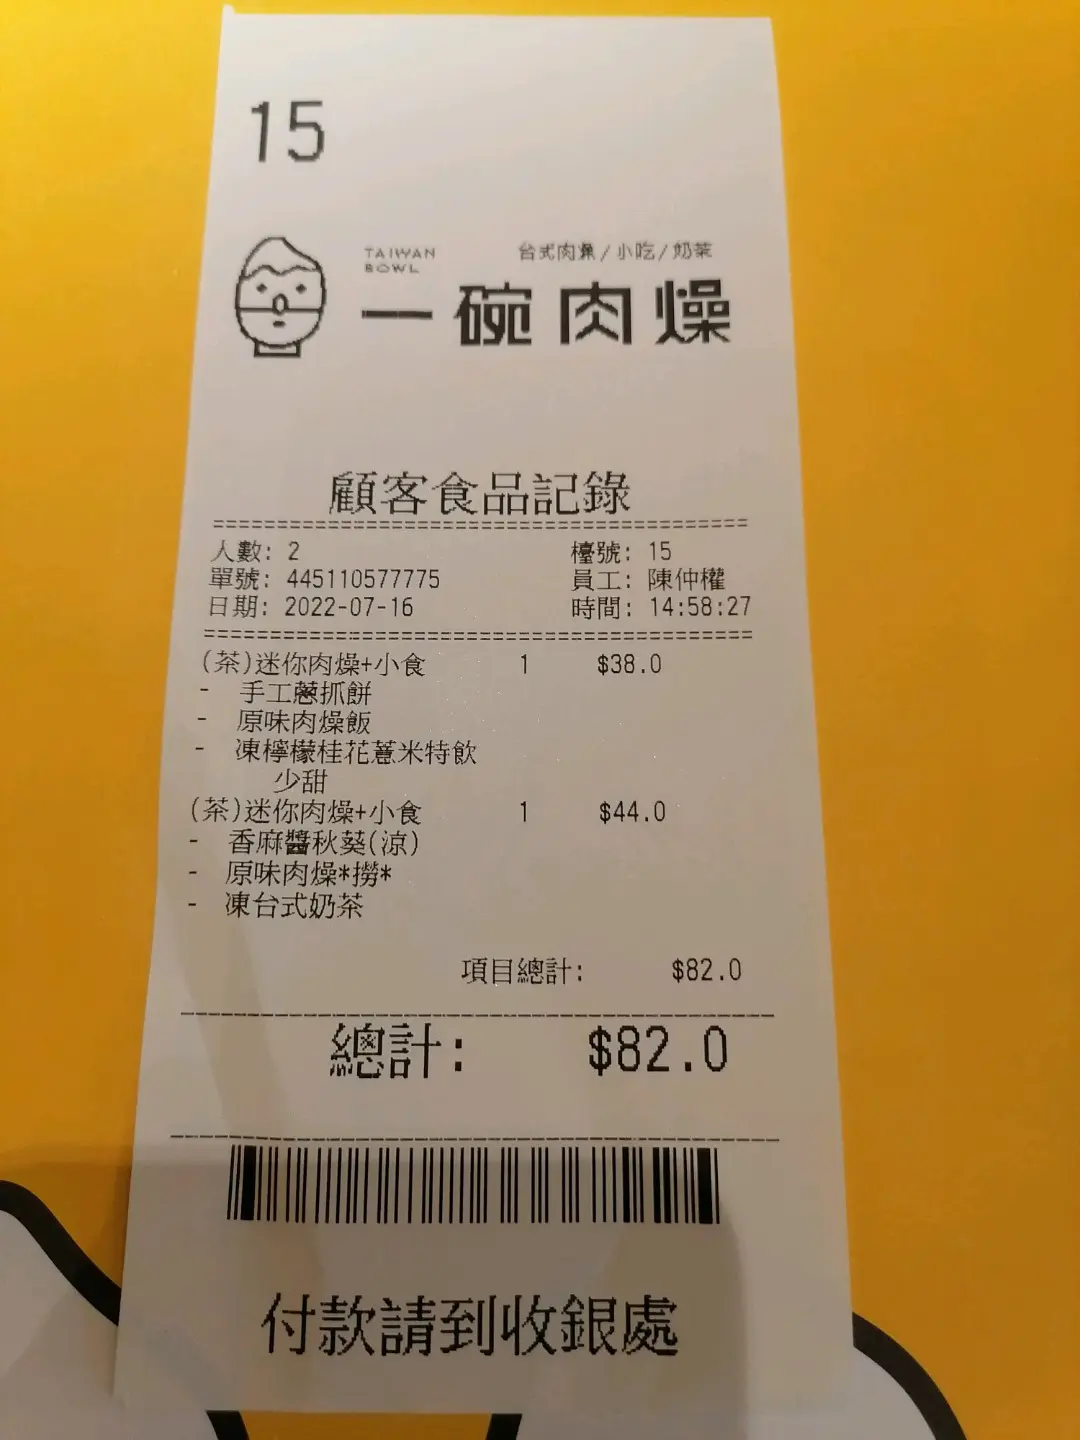 15
TAIWAN BOWL
台式肉燥/小吃/奶茶
一碗肉燥
顧客食品記錄
人數: 2 檯號: 15
單號: 445110577775 員工: 陳仲權
日期: 2022-07-16 時間: 14:58:27
(茶)迷你肉燥+小食 1 $38.0
- 手工蔥抓餅
- 原味肉燥飯
- 凍檸檬桂花薏米特飲
少甜
(茶)迷你肉燥+小食 1 $44.0
- 香麻醬秋葵(涼)
- 原味肉燥*撈*
- 凍台式奶茶
項目總計: $82.0
總計: $82.0
付款請到收銀處